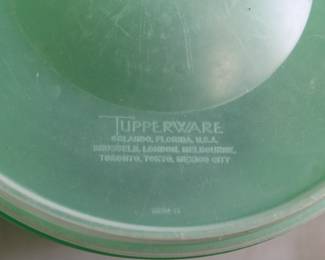 TUPPERWARE
ORLANDO, FLORIDA, U.S.A.
BRUSSELS, LONDON, MELBOURNE,
TORONTO, TOKYO, MEXICO CITY